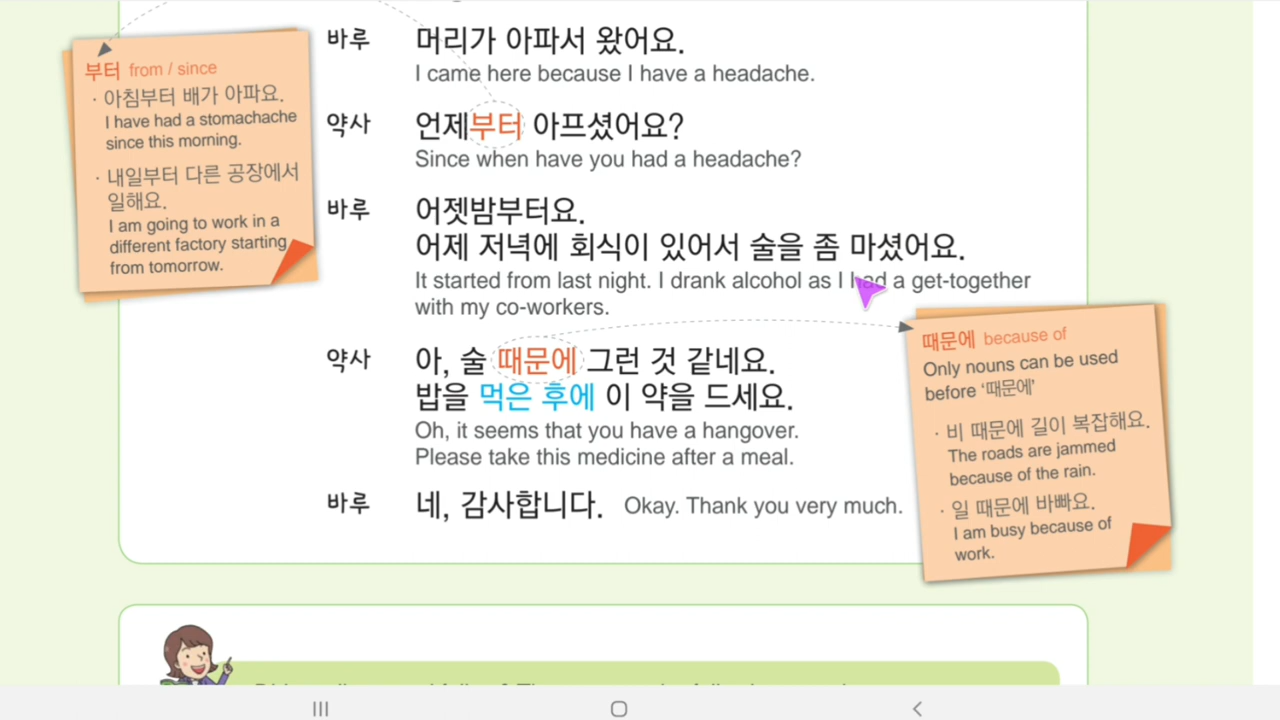 부터 from / since
· 아침부터 배가 아파요.
I have had a stomachache
since this morning.
· 내일부터 다른 공장에서
일해요.
I am going to work in a
different factory starting
from tomorrow.
바루 머리가 아파서 왔어요.
I came here because I have a headache.
약사 언제부터 아프셨어요?
Since when have you had a headache?
바루 어젯밤부터요.
어제 저녁에 회식이 있어서 술을 좀 마셨어요.
It started from last night. I drank alcohol as I had a get-together
with my co-workers.
약사 아, 술 때문에 그런 것 같네요.
밥을 먹은 후에 이 약을 드세요.
Oh, it seems that you have a hangover.
Please take this medicine after a meal.
바루 네, 감사합니다. Okay. Thank you very much.
때문에 because of
Only nouns can be used
before ‘때문에’
· 비 때문에 길이 복잡해요.
The roads are jammed
because of the rain.
· 일 때문에 바빠요.
I am busy because of
work.